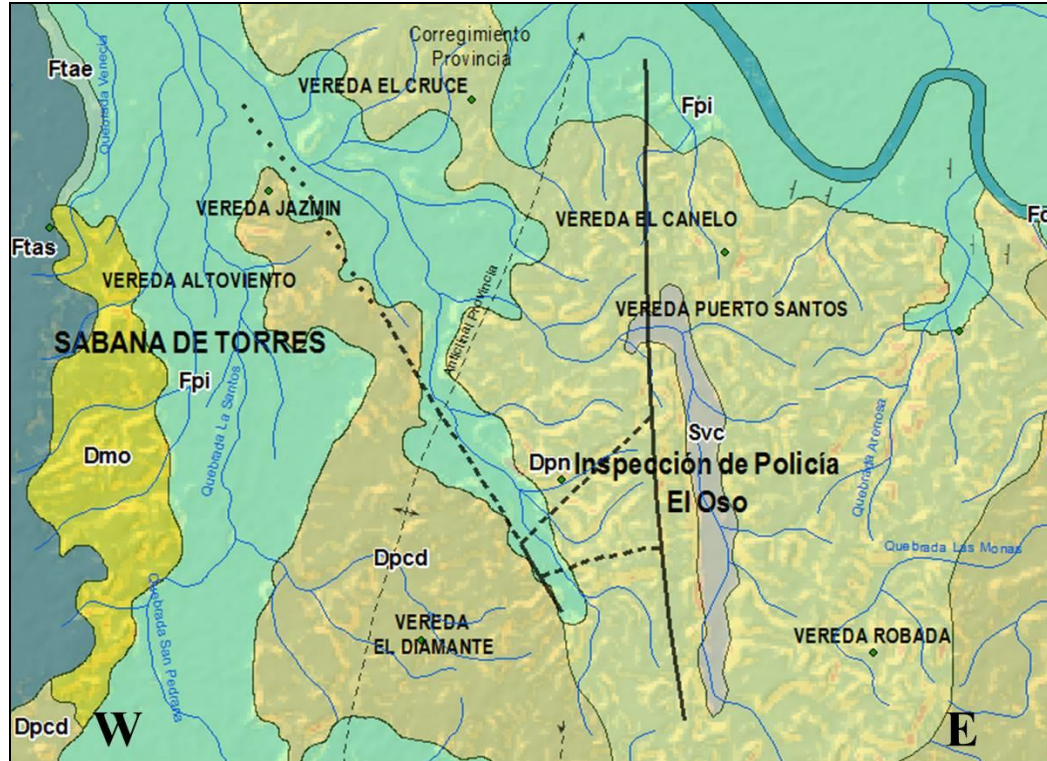 Corregimiento
Provincia
Ftae
Quebrada Venecia
VEREDA EL CRUCE
Fpi
VEREDA JAZMIN
VEREDA EL CANELO
Ftas
VEREDA ALTOVIENTO
Anticlinal Provincia
VEREDA PUERTO SANTOS
SABANA DE TORRES
Fpi
Quebrada La Santos
Dmo
Svc
Dpn
Inspección de Policía
El Oso
Quebrada Arenosa
Quebrada Las Monas
Dpcd
Quebrada San Pedrana
VEREDA
EL DIAMANTE
VEREDA ROBADA
Dpcd
W
E